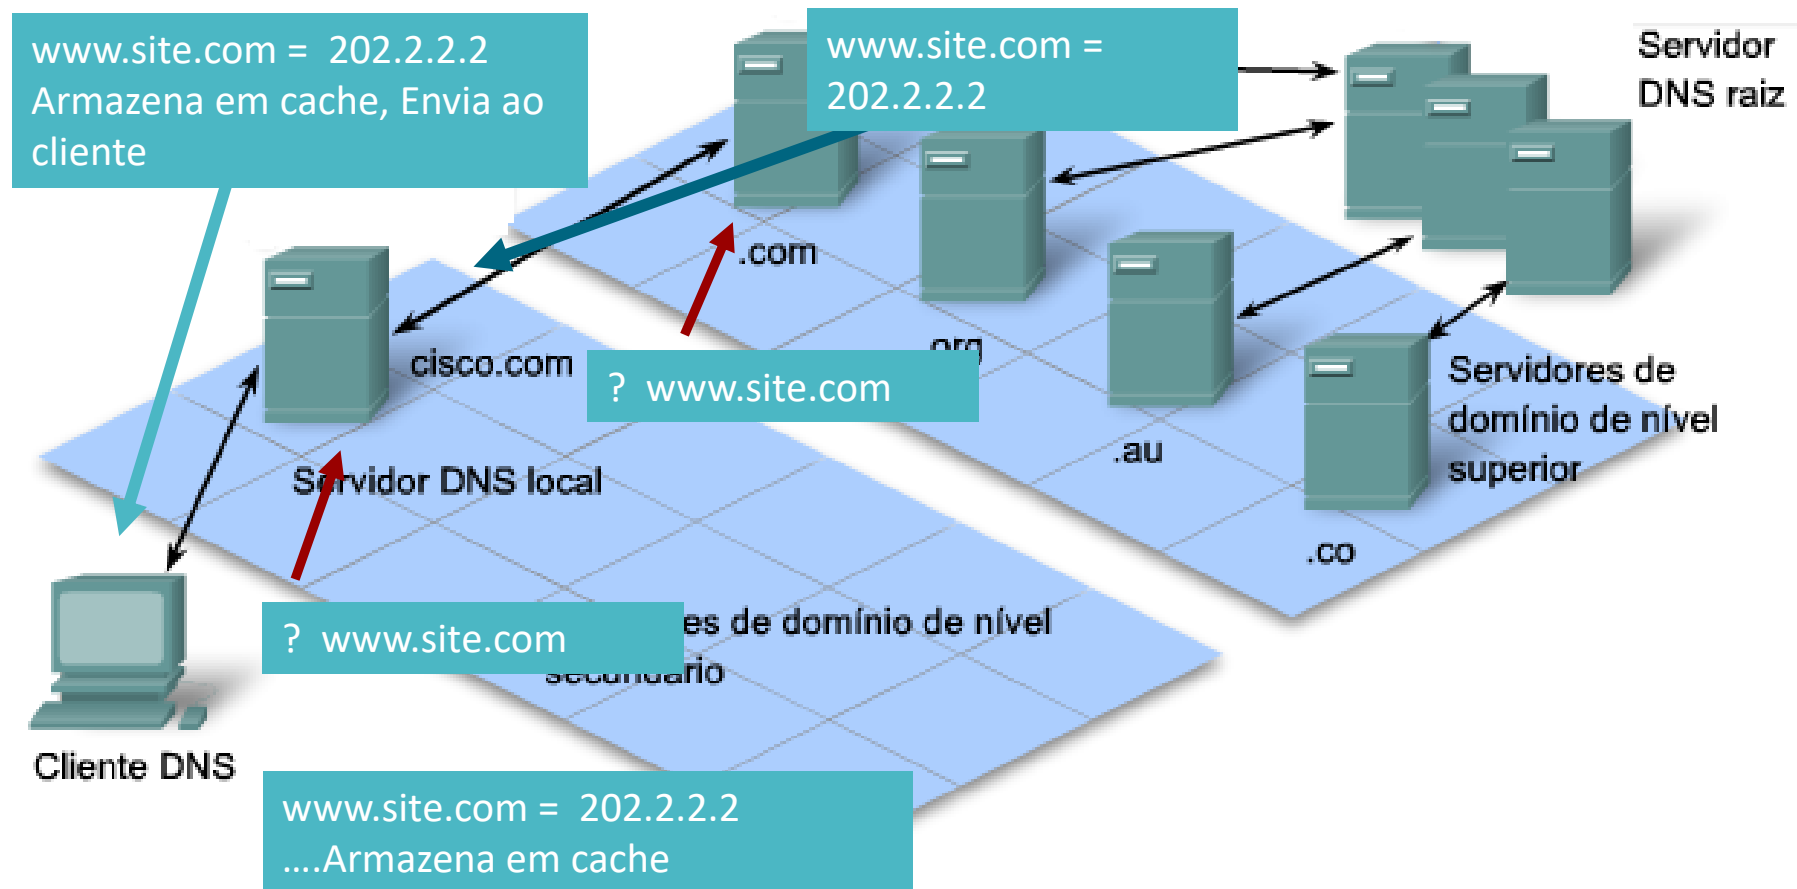 www.site.com = 202.2.2.2
Armazena em cache, Envia ao
cliente
www.site.com =
202.2.2.2
Servidor
DNS raiz
.com
cisco.com
.org
? www.site.com
Servidores de
domínio de nível
superior
.au
Servidor DNS local
.co
? www.site.com
es de domínio de nível
secundário
Cliente DNS
www.site.com = 202.2.2.2
....Armazena em cache